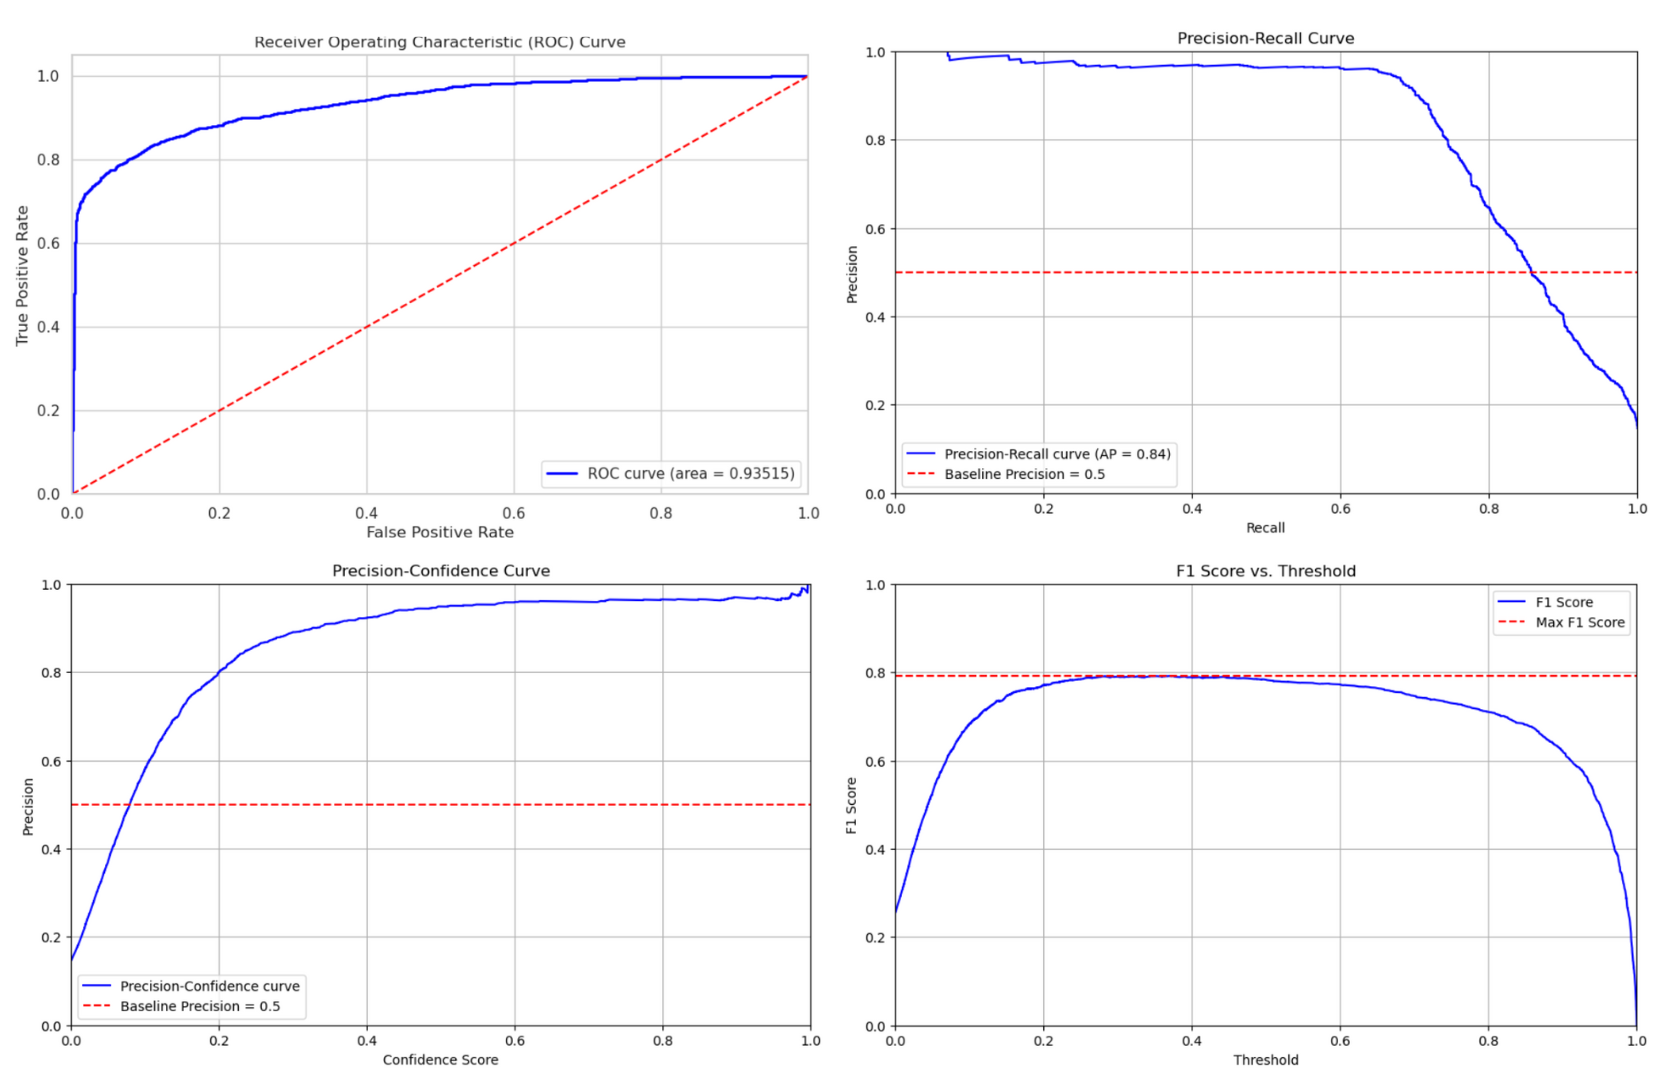 Receiver Operating Characteristic (ROC) Curve
True Positive Rate
1.0
0.8
0.6
0.4
0.2
0.0
ROC curve (area = 0.93515)
0.0 0.2 0.4 0.6 0.8 1.0
False Positive Rate
Precision-Recall Curve
Precision
1.0
0.8
0.6
0.4
0.2
0.0
Precision-Recall curve (AP = 0.84)
Baseline Precision = 0.5
0.0 0.2 0.4 0.6 0.8 1.0
Recall
Precision-Confidence Curve
Precision
1.0
0.8
0.6
0.4
0.2
0.0
Precision-Confidence curve
Baseline Precision = 0.5
0.0 0.2 0.4 0.6 0.8 1.0
Confidence Score
F1 Score vs. Threshold
F1 Score
1.0
0.8
0.6
0.4
0.2
0.0
F1 Score
Max F1 Score
0.0 0.2 0.4 0.6 0.8 1.0
Threshold